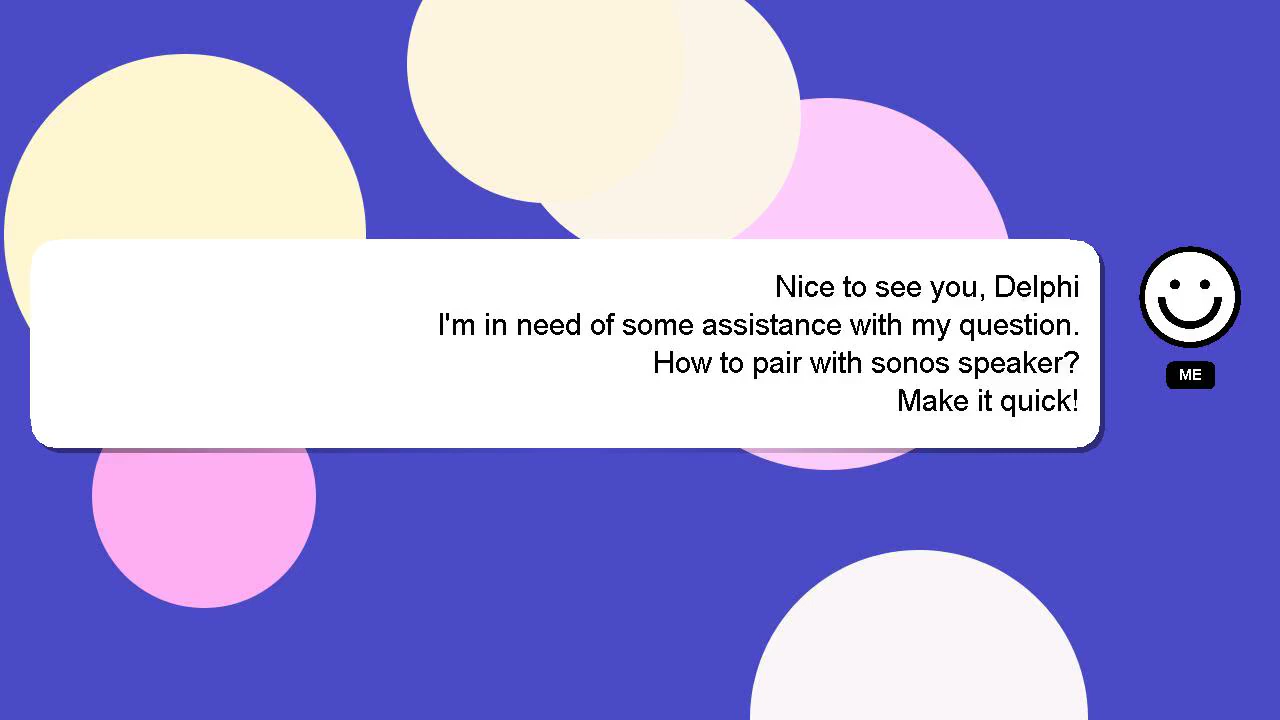 Nice to see you, Delphi
I'm in need of some assistance with my question.
How to pair with sonos speaker?
Make it quick!
ME